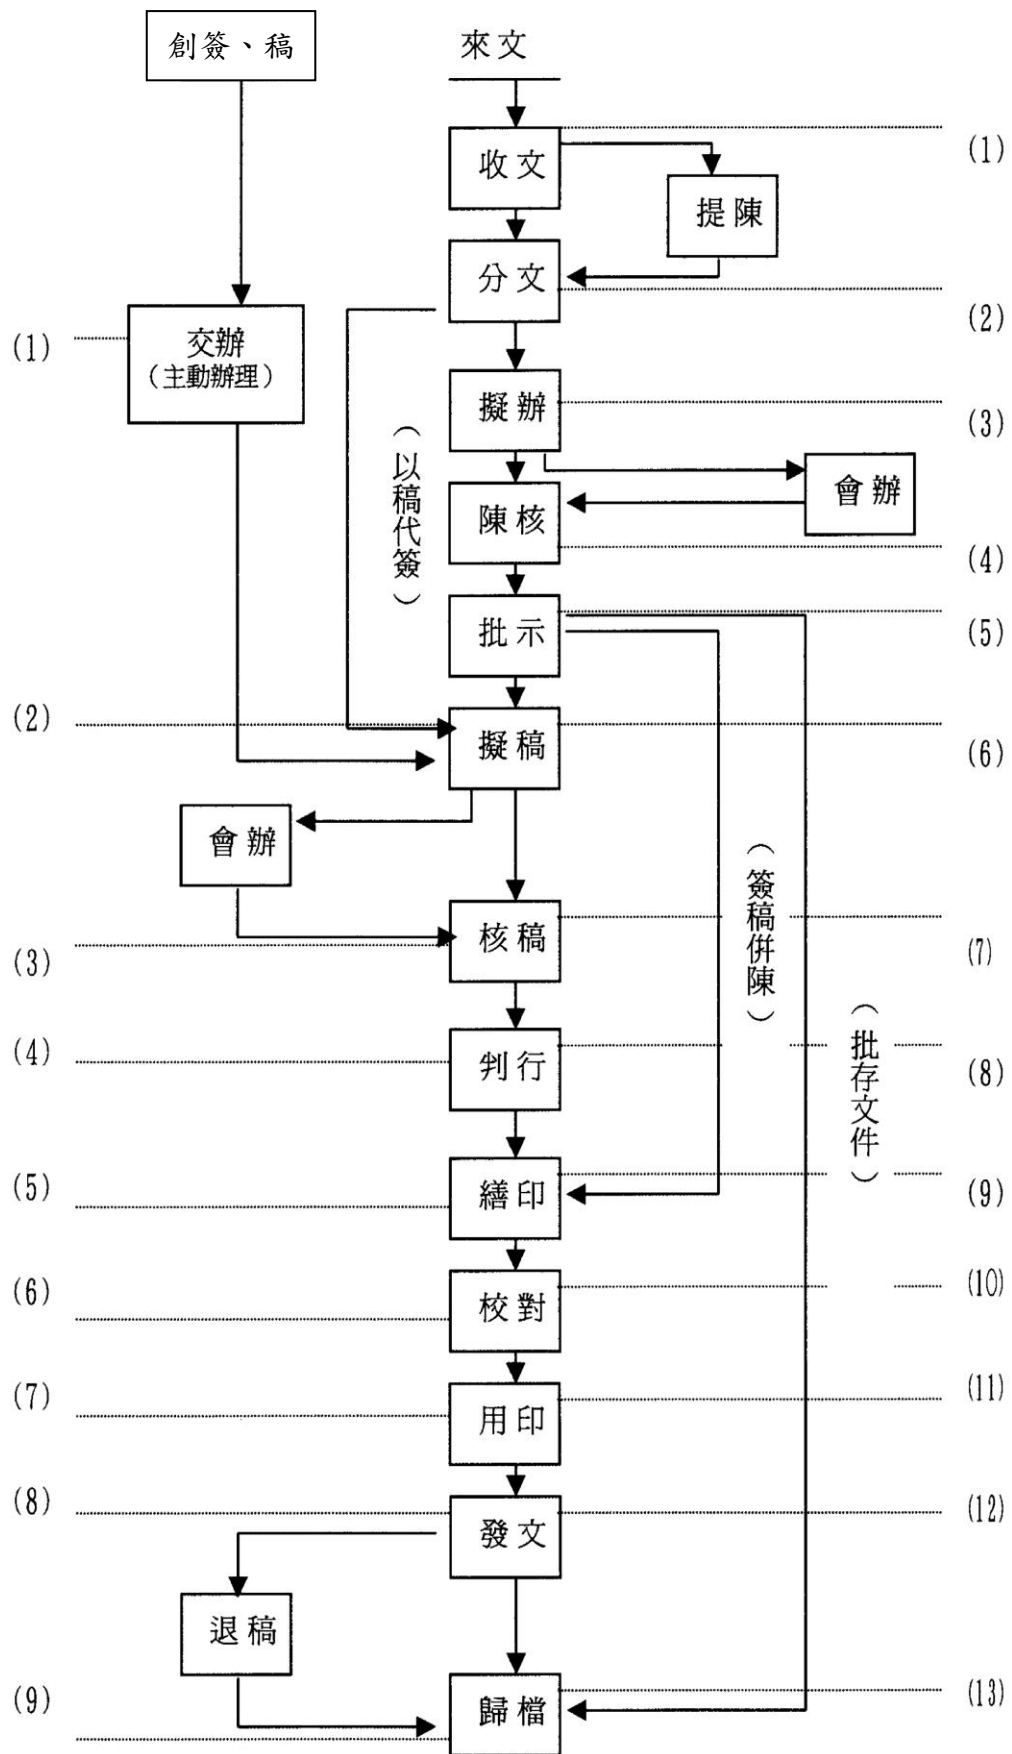 創簽、稿
來文
收文
(1)
提陳
分文
(2)
交辦
（主動辦理）
(1)
擬辦
(3)
（以稿代簽）
會辦
陳核
(4)
批示
(5)
(2)
擬稿
(6)
會辦
（簽稿併陳）
核稿
(3)
(7)
（批存文件）
(4)
判行
(8)
(5)
繕印
(9)
(6)
校對
(10)
(7)
用印
(11)
(8)
發文
(12)
退稿
(9)
歸檔
(13)